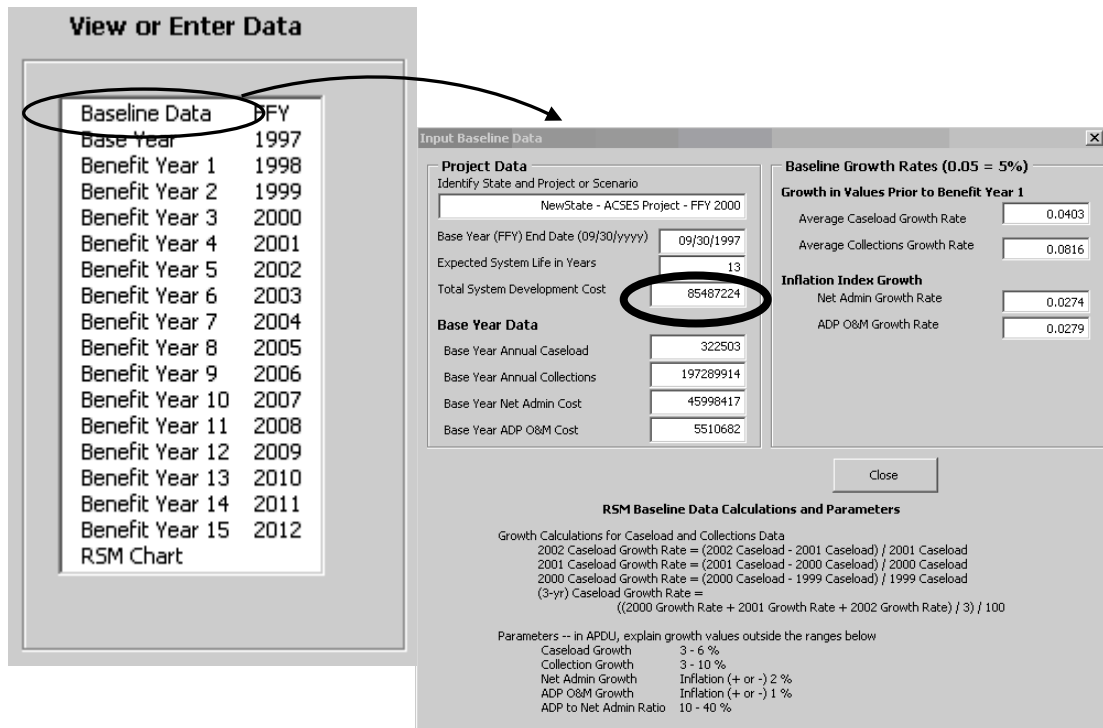 View or Enter Data
Baseline Data FFY
Base Year 1997
Benefit Year 1 1998
Benefit Year 2 1999
Benefit Year 3 2000
Benefit Year 4 2001
Benefit Year 5 2002
Benefit Year 6 2003
Benefit Year 7 2004
Benefit Year 8 2005
Benefit Year 9 2006
Benefit Year 10 2007
Benefit Year 11 2008
Benefit Year 12 2009
Benefit Year 13 2010
Benefit Year 14 2011
Benefit Year 15 2012
RSM Chart
Input Baseline Data
Project Data
Identify State and Project or Scenario
NewState - ACSES Project - FFY 2000
Base Year (FFY) End Date (09/30/yyyy) 09/30/1997
Expected System Life in Years 13
Total System Development Cost 85487224
Base Year Data
Base Year Annual Caseload 322503
Base Year Annual Collections 197289914
Base Year Net Admin Cost 45998417
Base Year ADP O&M Cost 5510682
Baseline Growth Rates (0.05 = 5%)
Growth in Values Prior to Benefit Year 1
Average Caseload Growth Rate 0.0403
Average Collections Growth Rate 0.0816
Inflation Index Growth
Net Admin Growth Rate 0.0274
ADP O&M Growth Rate 0.0279
Close
RSM Baseline Data Calculations and Parameters
Growth Calculations for Caseload and Collections Data
2002 Caseload Growth Rate = (2002 Caseload - 2001 Caseload) / 2001 Caseload
2001 Caseload Growth Rate = (2001 Caseload - 2000 Caseload) / 2000 Caseload
2000 Caseload Growth Rate = (2000 Caseload - 1999 Caseload) / 1999 Caseload
(3-yr) Caseload Growth Rate =
((2000 Growth Rate + 2001 Growth Rate + 2002 Growth Rate) / 3) / 100
Parameters -- in APDU, explain growth values outside the ranges below
Caseload Growth 3 - 6 %
Collection Growth 3 - 10 %
Net Admin Growth Inflation (+ or -) 2 %
ADP O&M Growth Inflation (+ or -) 1 %
ADP to Net Admin Ratio 10 - 40 %